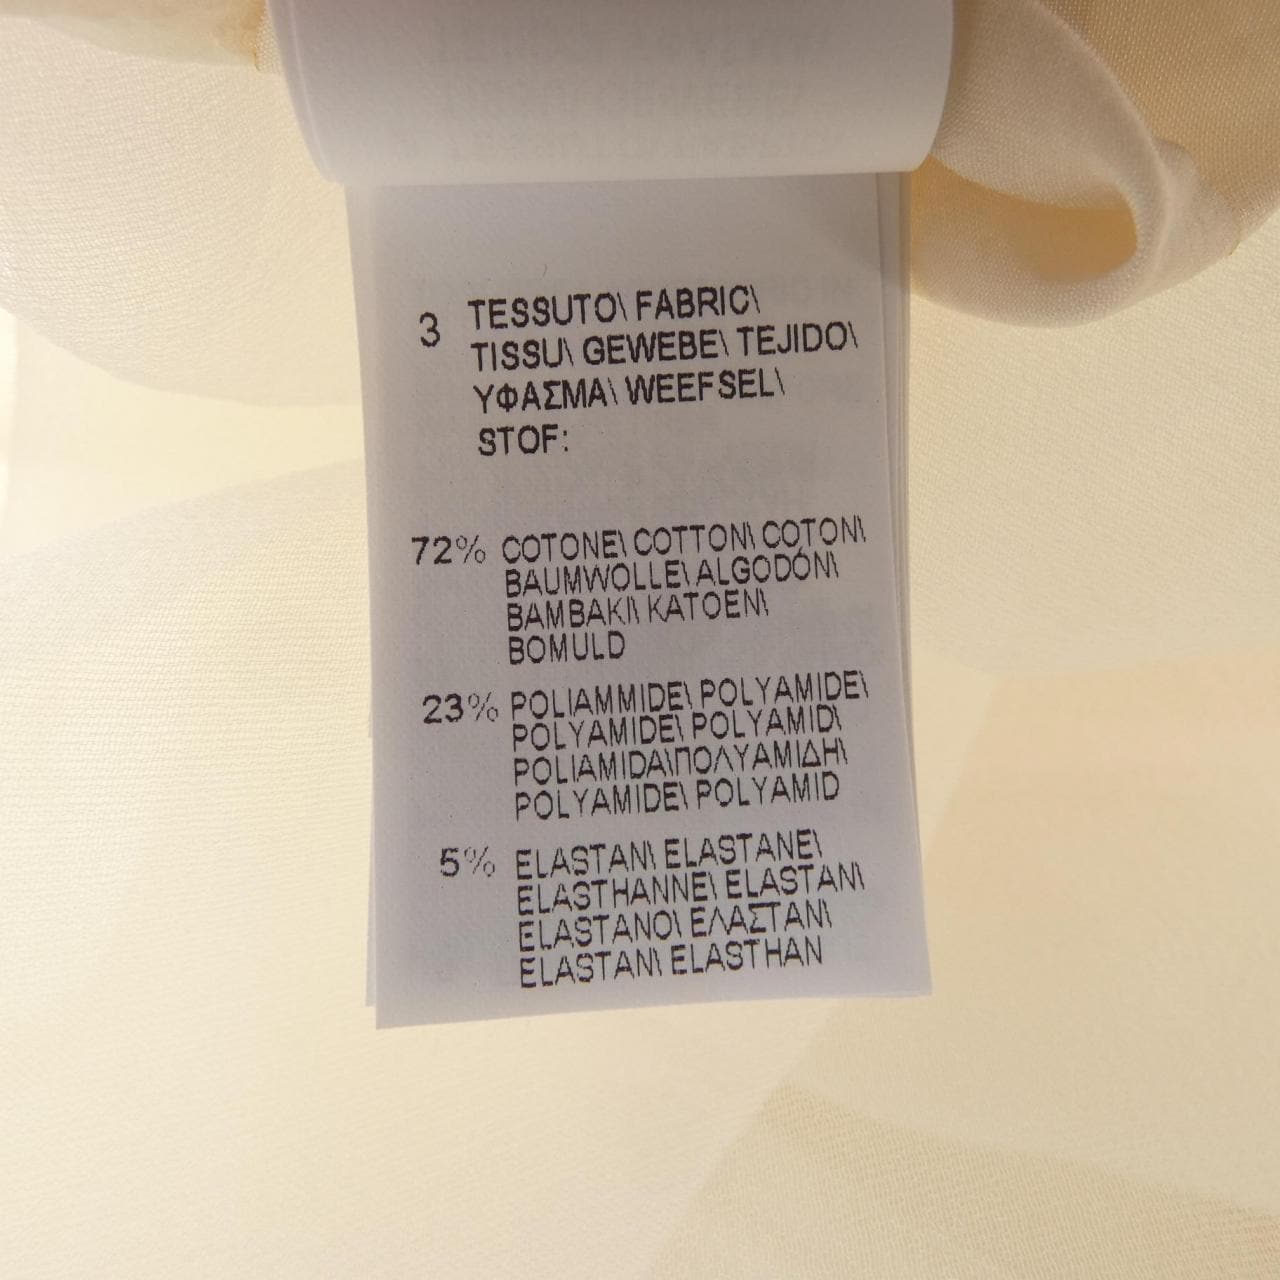 3 TESSUTO\ FABRIC\
TISSU\ GEWEBE\ TEJIDO\
ΥΦΑΣΜΑ\ WEEFSEL\
STOF:
72% COTONE\ COTTON\ COTON\
BAUMWOLLE\ ALGODÓN\
BAMBAKI\ KATOEN\
BOMULD
23% POLIAMMIDE\ POLYAMIDE\
POLYAMIDE\ POLYAMID\
POLIAMIDA\ΠΟΛΥΑΜΙΔΗ\
POLYAMIDE\ POLYAMID
5% ELASTAN\ ELASTANE\
ELASTHANNE\ ELASTAN\
ELASTANO\ ΕΛΑΣΤΑΝ\
ELASTAN\ ELASTHAN